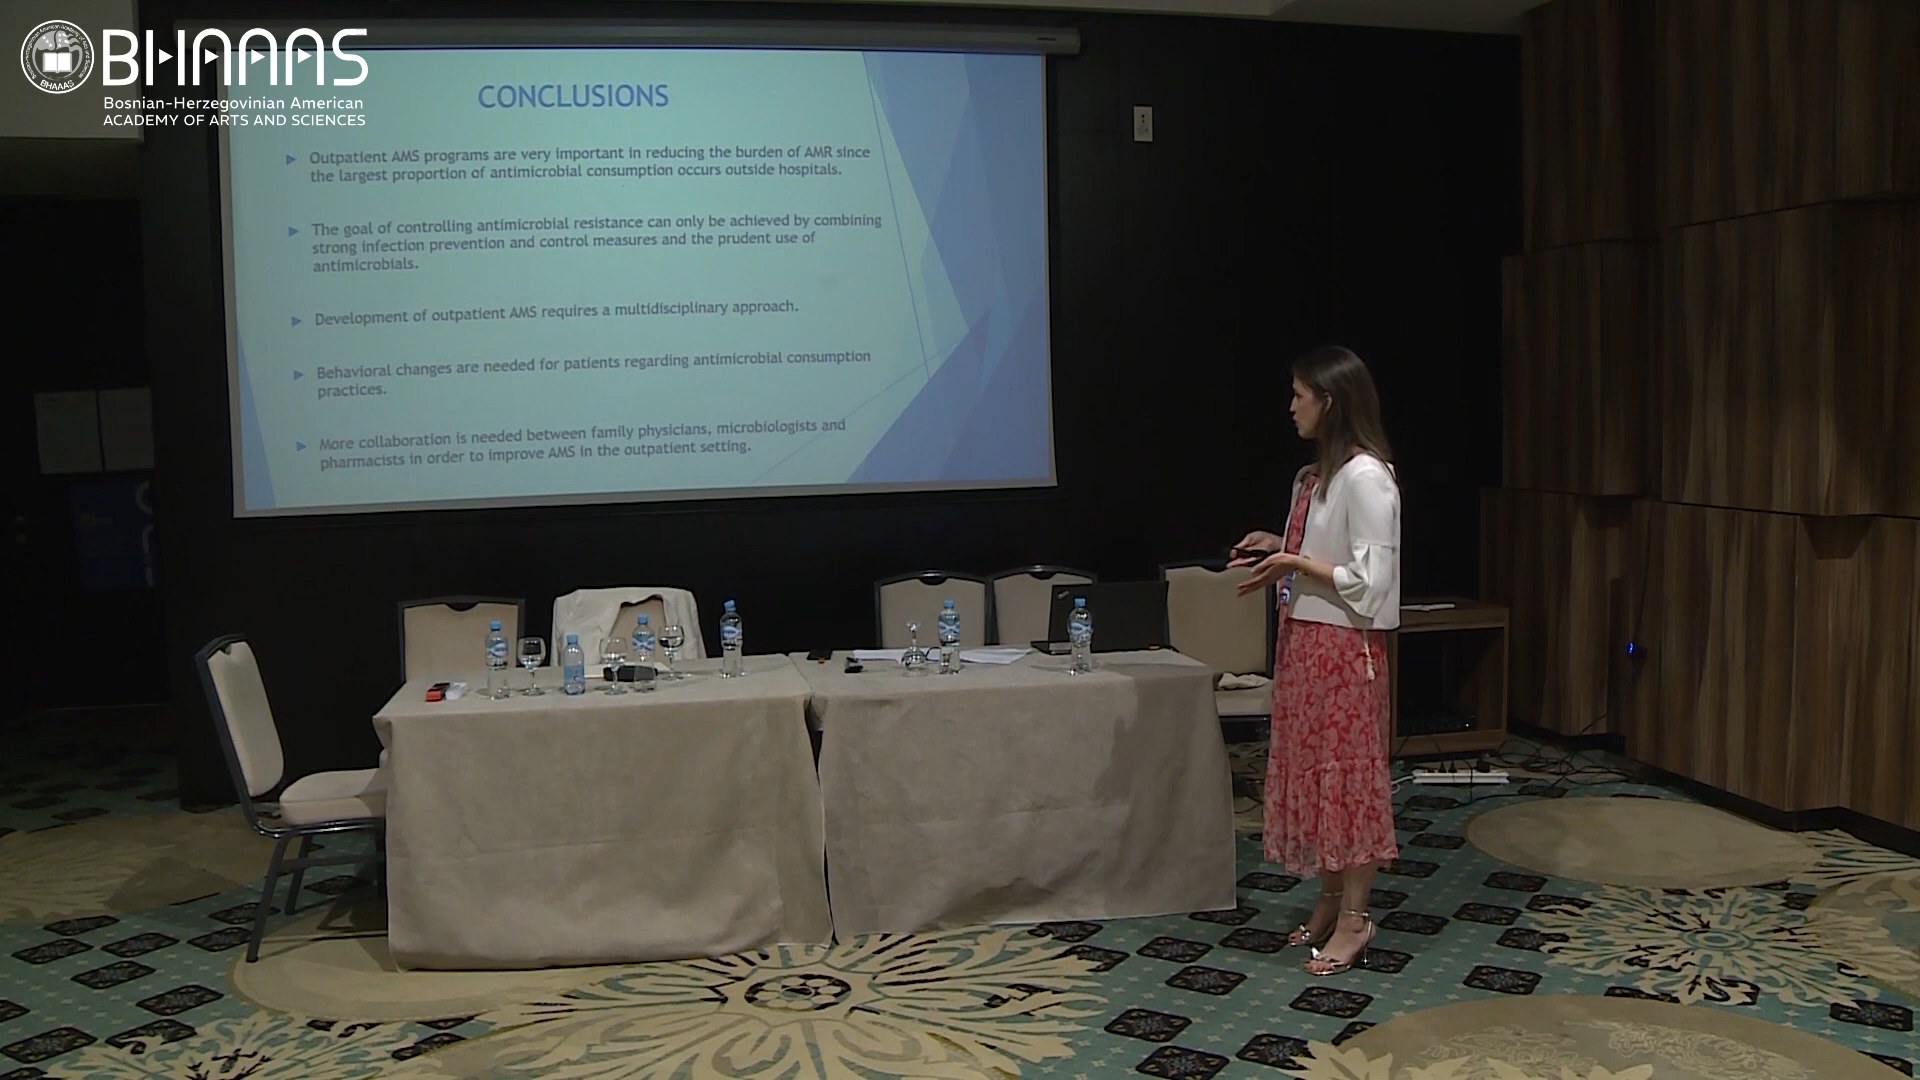 BHAAAS
Bosnian-Herzegovinian American
ACADEMY OF ARTS AND SCIENCES
BHAAAS
CONCLUSIONS
Outpatient AMS programs are very important in reducing the burden of AMR since
the largest proportion of antimicrobial consumption occurs outside hospitals.
The goal of controlling antimicrobial resistance can only be achieved by combining
strong infection prevention and control measures and the prudent use of
antimicrobials.
Development of outpatient AMS requires a multidisciplinary approach.
Behavioral changes are needed for patients regarding antimicrobial consumption
practices.
More collaboration is needed between family physicians, microbiologists and
pharmacists in order to improve AMS in the outpatient setting.